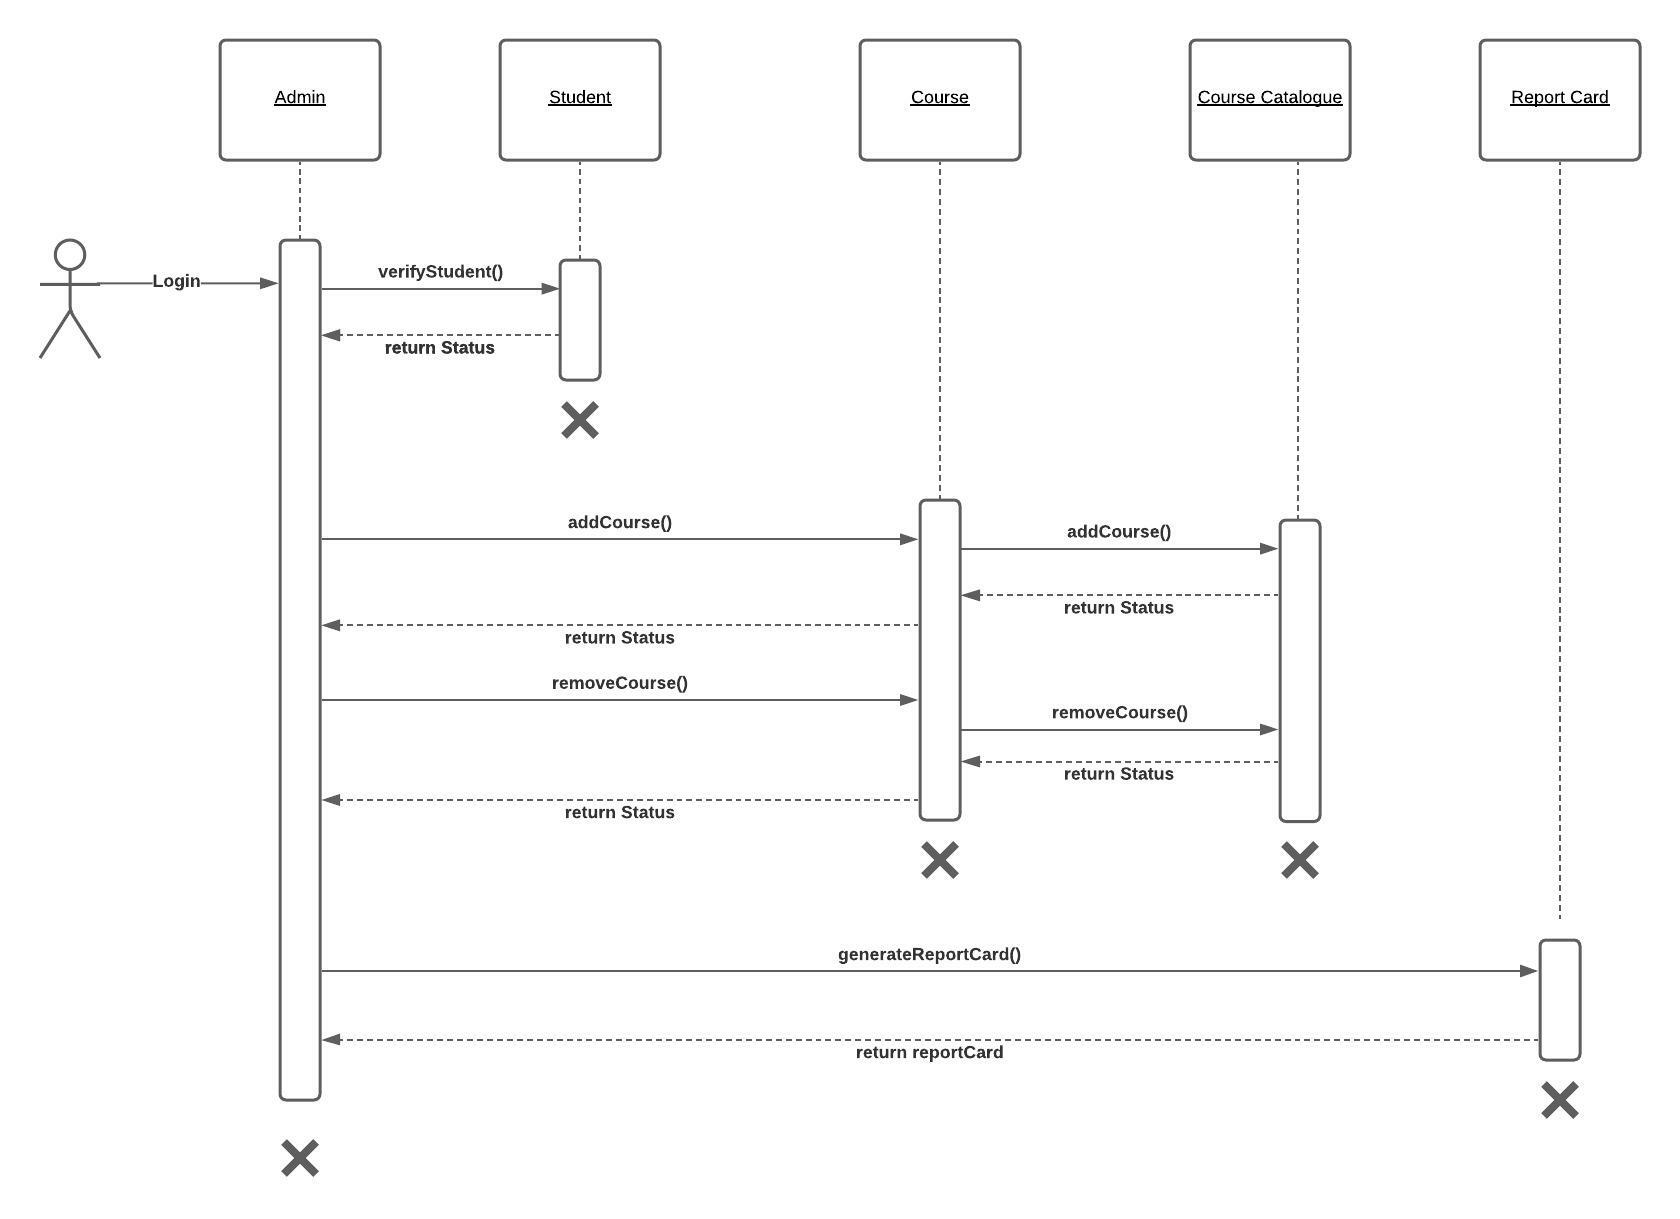 Admin
Student
Course
Course Catalogue
Report Card
Login
verifyStudent()
return Status
addCourse()
addCourse()
return Status
return Status
removeCourse()
removeCourse()
return Status
return Status
generateReportCard()
return reportCard